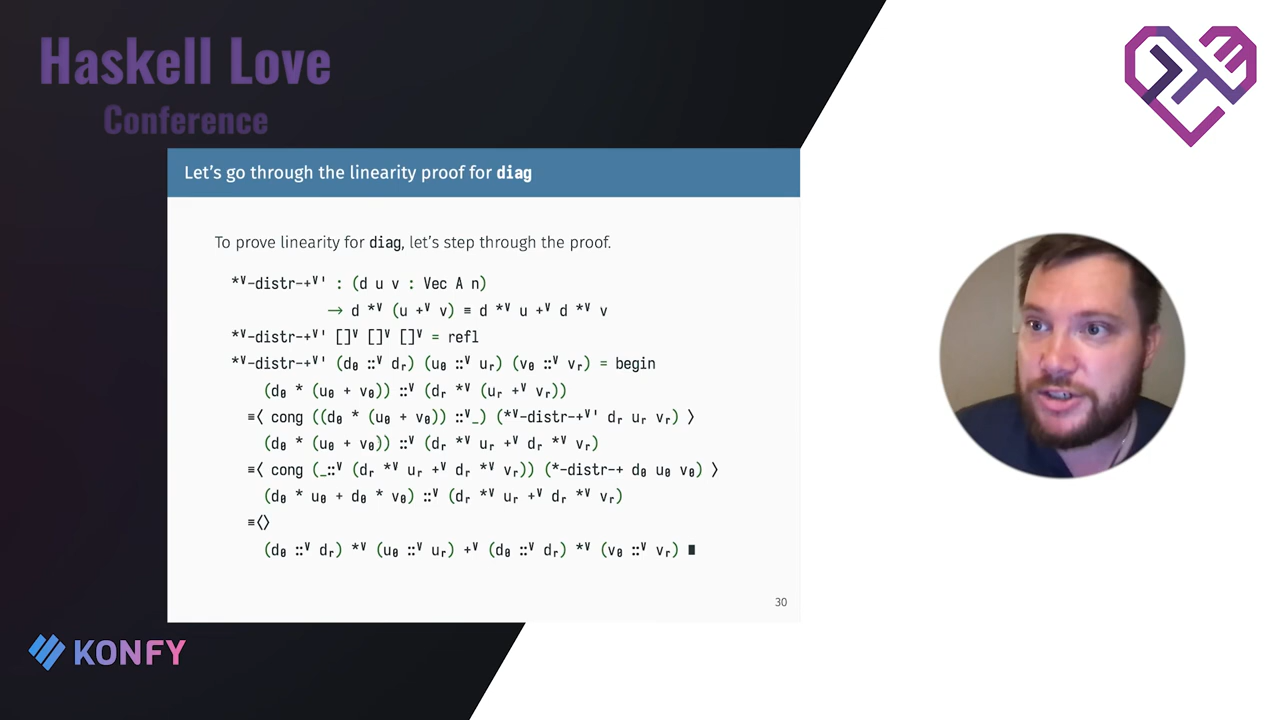 Haskell Love
Conference
Let's go through the linearity proof for diag
To prove linearity for diag, let's step through the proof.
*ⱽ-distr-+ⱽ' : (d u v : Vec A n)
→ d *ⱽ (u +ⱽ v) ≡ d *ⱽ u +ⱽ d *ⱽ v
*ⱽ-distr-+ⱽ' []ⱽ []ⱽ []ⱽ = refl
*ⱽ-distr-+ⱽ' (d₀ ::ⱽ dᵣ) (u₀ ::ⱽ uᵣ) (v₀ ::ⱽ vᵣ) = begin
(d₀ * (u₀ + v₀)) ::ⱽ (dᵣ *ⱽ (uᵣ +ⱽ vᵣ))
≡⟨ cong ((d₀ * (u₀ + v₀)) ::ⱽ_) (*ⱽ-distr-+ⱽ' dᵣ uᵣ vᵣ) ⟩
(d₀ * (u₀ + v₀)) ::ⱽ (dᵣ *ⱽ uᵣ +ⱽ dᵣ *ⱽ vᵣ)
≡⟨ cong (_::ⱽ (dᵣ *ⱽ uᵣ +ⱽ dᵣ *ⱽ vᵣ)) (*-distr-+ d₀ u₀ v₀) ⟩
(d₀ * u₀ + d₀ * v₀) ::ⱽ (dᵣ *ⱽ uᵣ +ⱽ dᵣ *ⱽ vᵣ)
≡⟨⟩
(d₀ ::ⱽ dᵣ) *ⱽ (u₀ ::ⱽ uᵣ) +ⱽ (d₀ ::ⱽ dᵣ) *ⱽ (v₀ ::ⱽ vᵣ) ∎
30
KONFY